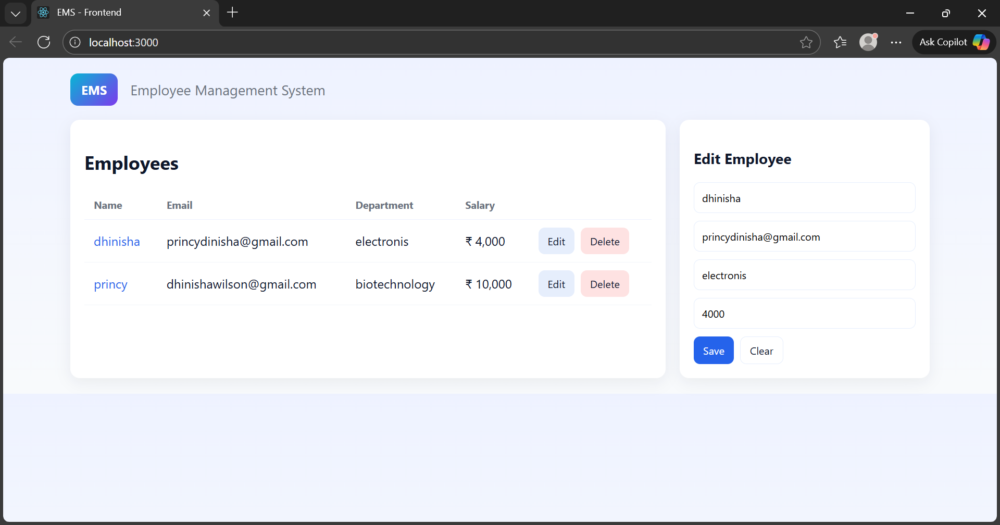 EMS - Frontend
localhost:3000
Ask Copilot
EMS Employee Management System
Employees
Name Email Department Salary
dhinisha princydinisha@gmail.com electronis ₹ 4,000 Edit Delete
princy dhinishawilson@gmail.com biotechnology ₹ 10,000 Edit Delete
Edit Employee
dhinisha
princydinisha@gmail.com
electronis
4000
Save Clear